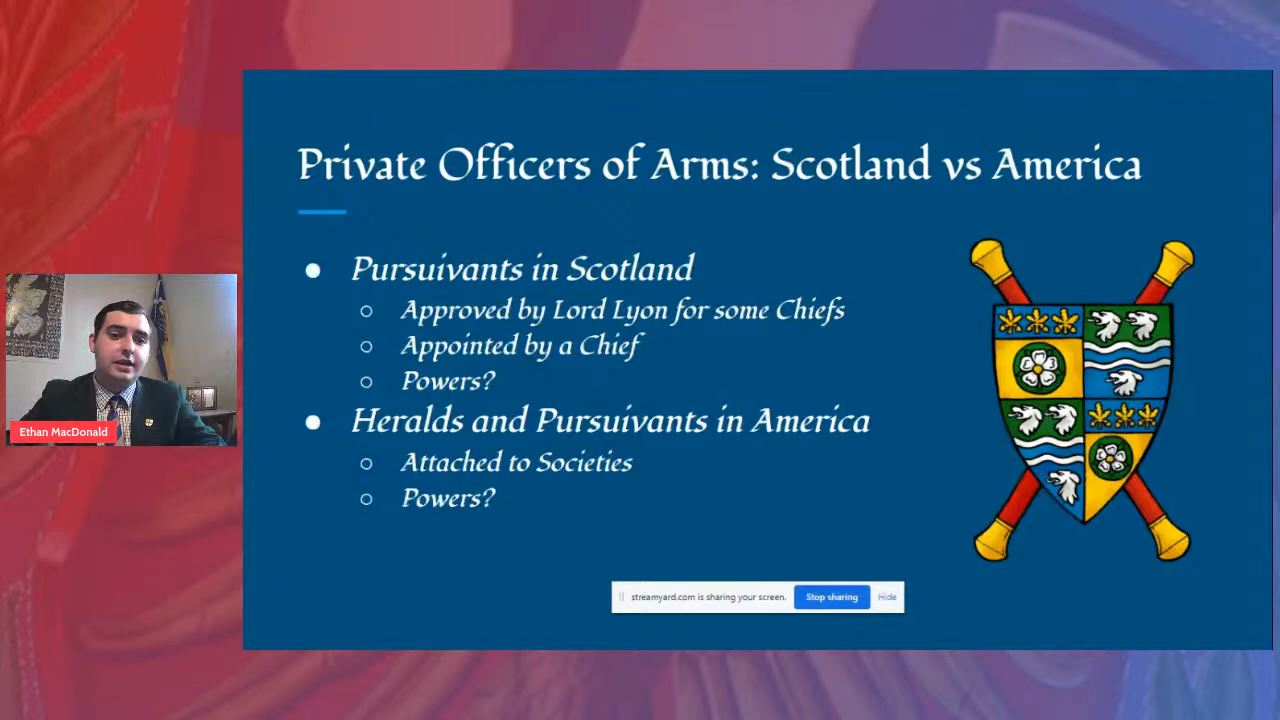 Private Officers of Arms: Scotland vs America
Pursuivants in Scotland
Approved by Lord Lyon for some Chiefs
Appointed by a Chief
Powers?
Heralds and Pursuivants in America
Attached to Societies
Powers?
Ethan MacDonald
streamyard.com is sharing your screen.
Stop sharing
Hide